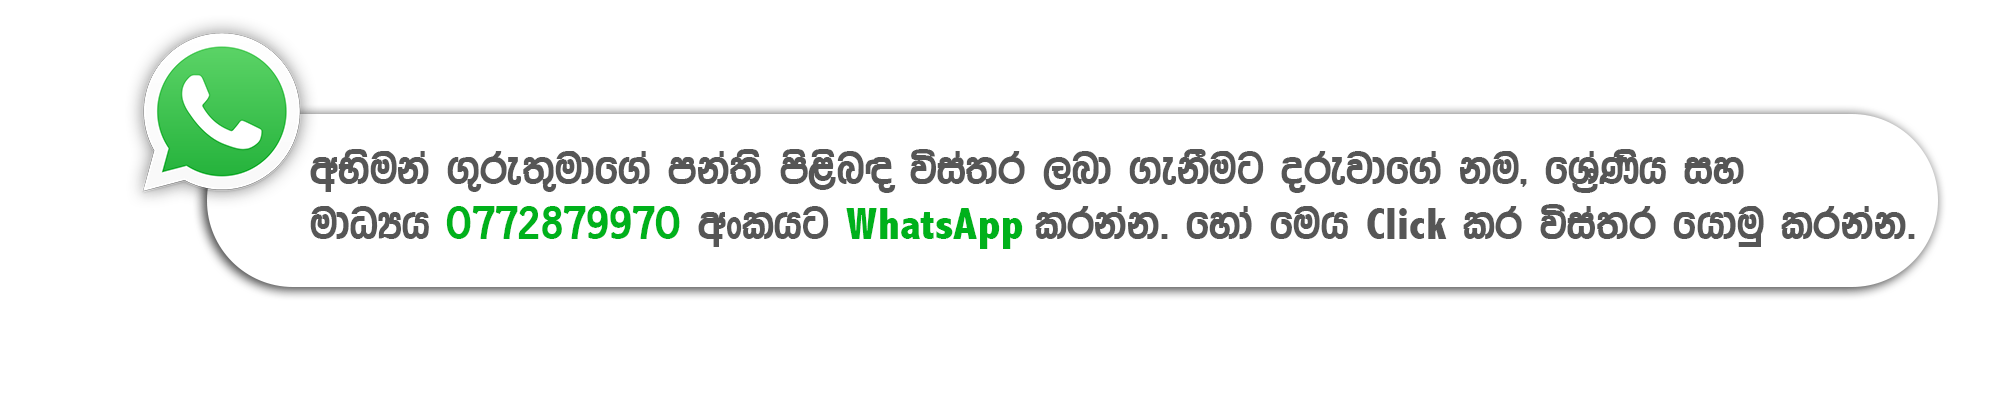 අභිමන් ගුරුතුමාගේ පන්ති පිළිබඳ විස්තර ලබා ගැනීමට දරුවාගේ නම, ශ්‍රේණිය සහ
මාධ්‍යය 0772879970 අංකයට WhatsApp කරන්න. හෝ මෙය Click කර විස්තර යොමු කරන්න.